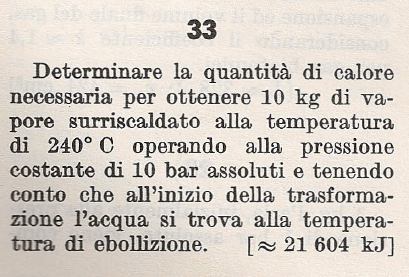 33
Determinare la quantità di calore
necessaria per ottenere 10 kg di va-
pore surriscaldato alla temperatura
di 240° C operando alla pressione
costante di 10 bar assoluti e tenendo
conto che all'inizio della trasforma-
zione l'acqua si trova alla tempera-
tura di ebollizione. [≈ 21 604 kJ]